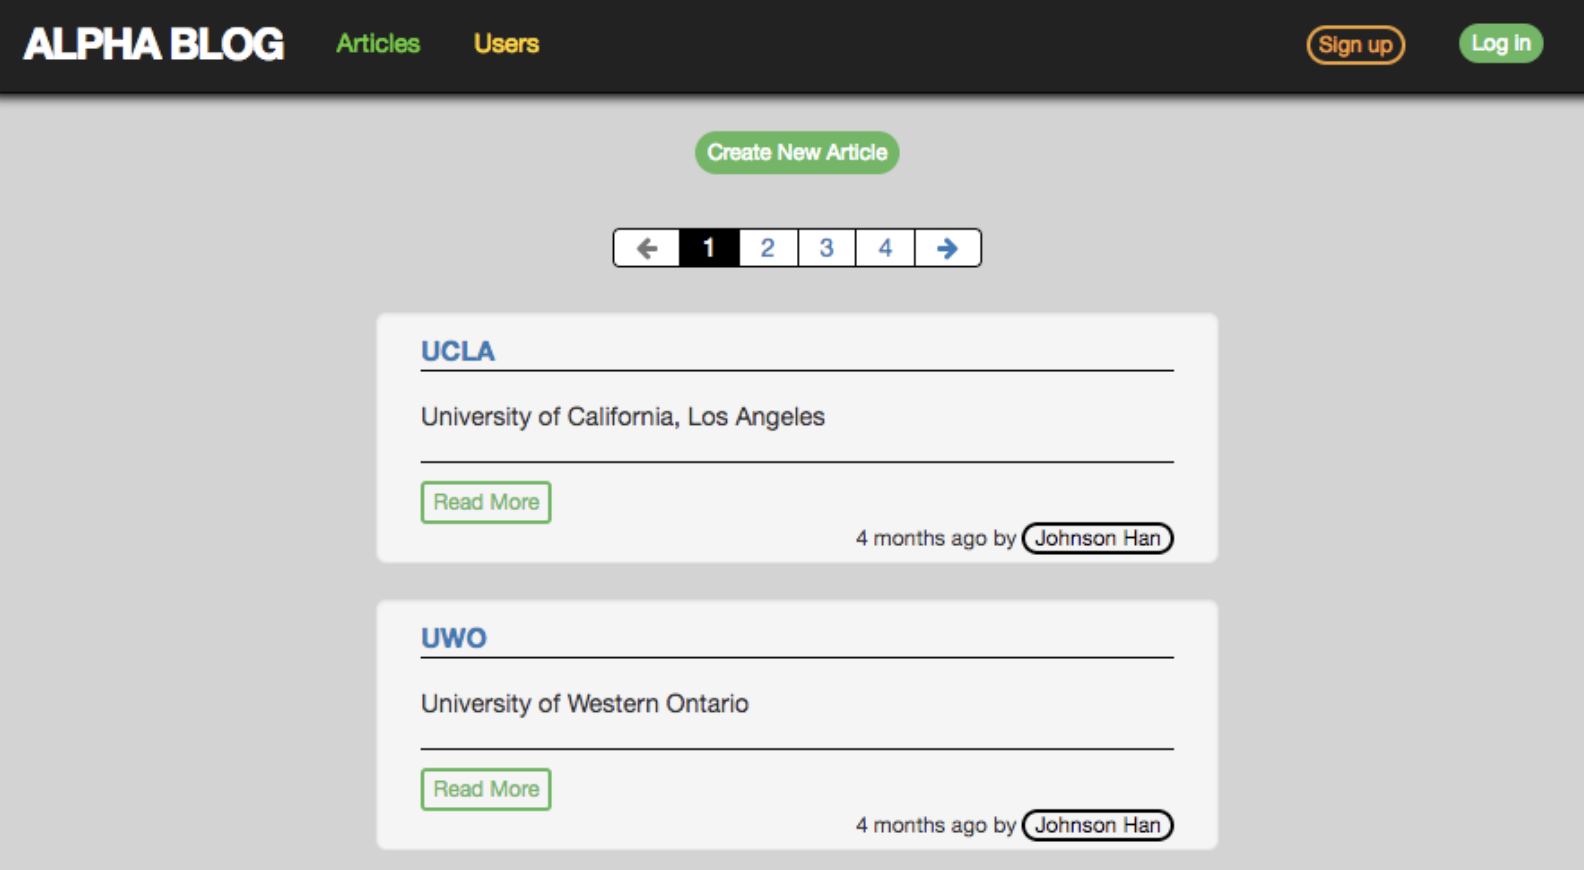 ALPHA BLOG Articles Users Sign up Log in
Create New Article
← 1 2 3 4 →
UCLA
University of California, Los Angeles
Read More
4 months ago by Johnson Han
UWO
University of Western Ontario
Read More
4 months ago by Johnson Han